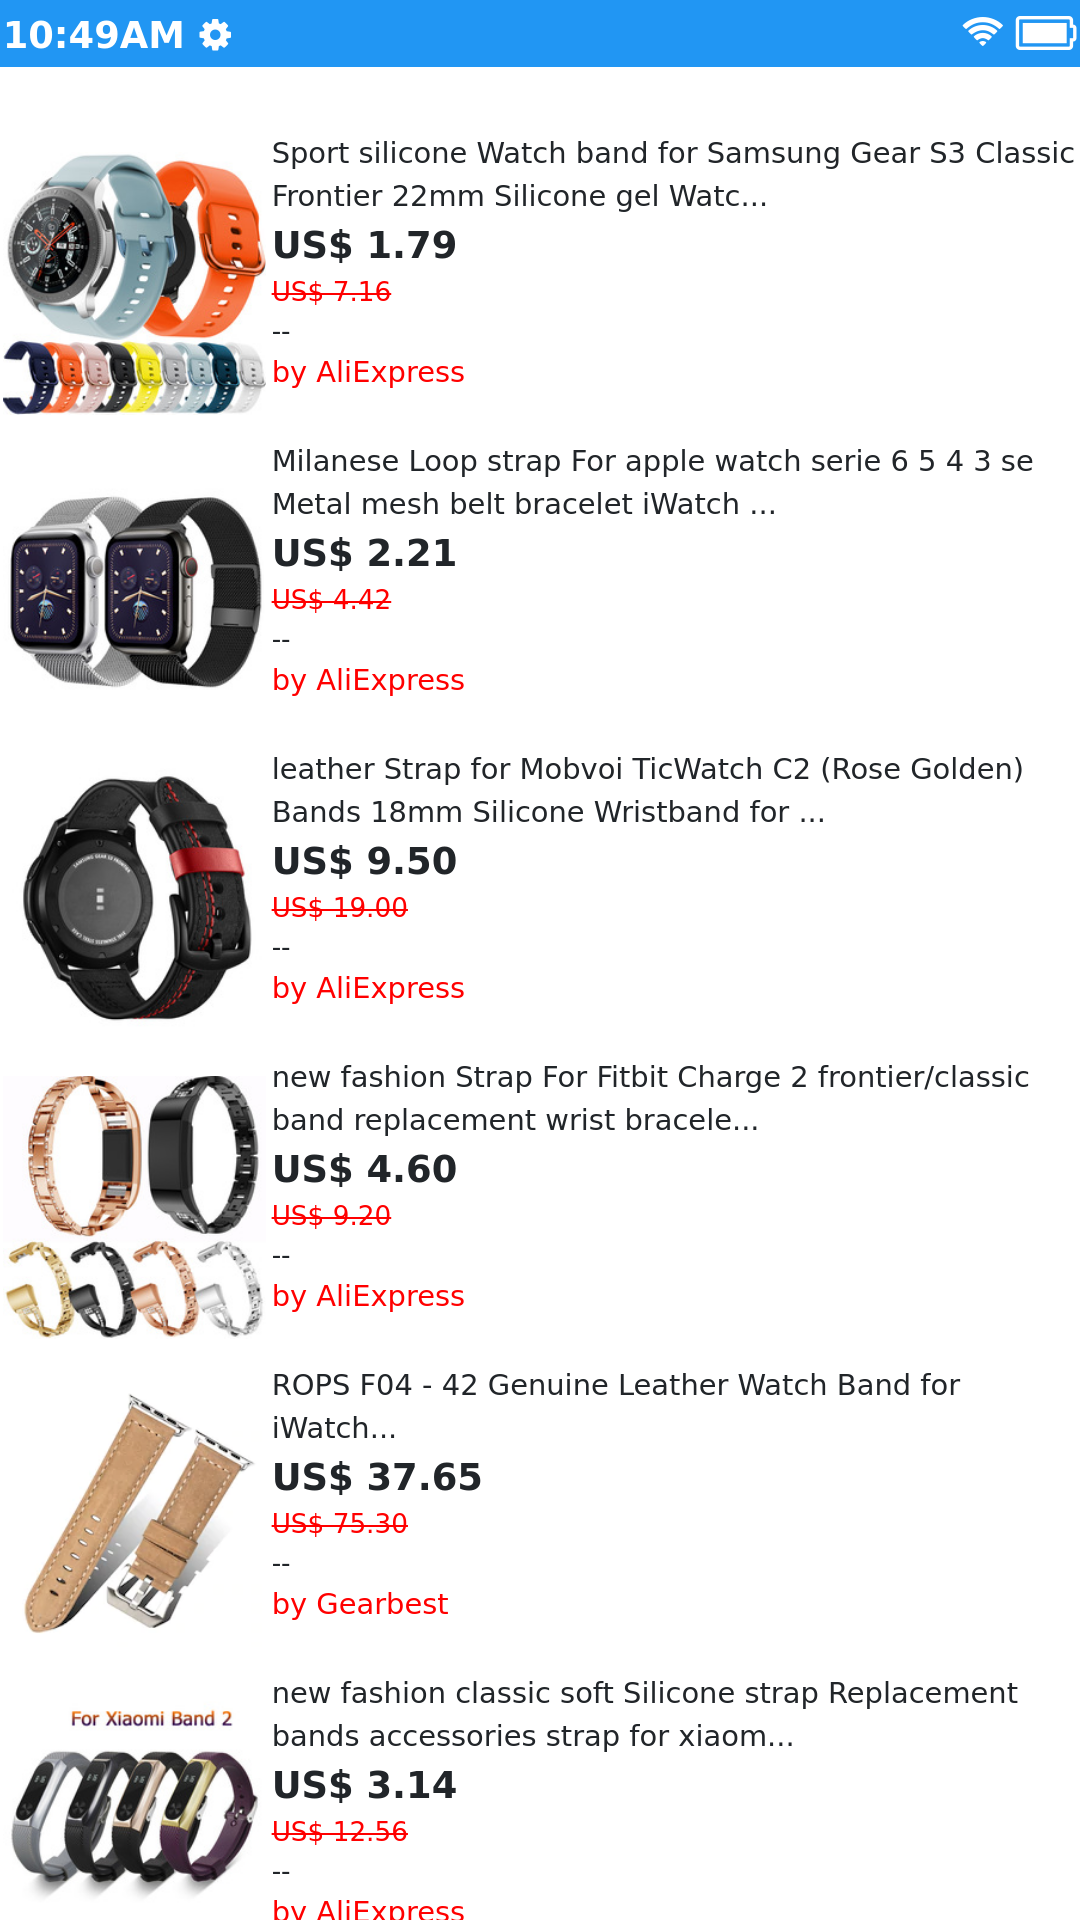 10:49AM
Sport silicone Watch band for Samsung Gear S3 Classic
Frontier 22mm Silicone gel Watc...
US$ 1.79
US$ 7.16
--
by AliExpress
Milanese Loop strap For apple watch serie 6 5 4 3 se
Metal mesh belt bracelet iWatch ...
US$ 2.21
US$ 4.42
--
by AliExpress
leather Strap for Mobvoi TicWatch C2 (Rose Golden)
Bands 18mm Silicone Wristband for ...
US$ 9.50
US$ 19.00
--
by AliExpress
new fashion Strap For Fitbit Charge 2 frontier/classic
band replacement wrist bracele...
US$ 4.60
US$ 9.20
--
by AliExpress
ROPS F04 - 42 Genuine Leather Watch Band for
iWatch...
US$ 37.65
US$ 75.30
--
by Gearbest
For Xiaomi Band 2
new fashion classic soft Silicone strap Replacement
bands accessories strap for xiaom...
US$ 3.14
US$ 12.56
--
by AliExpress